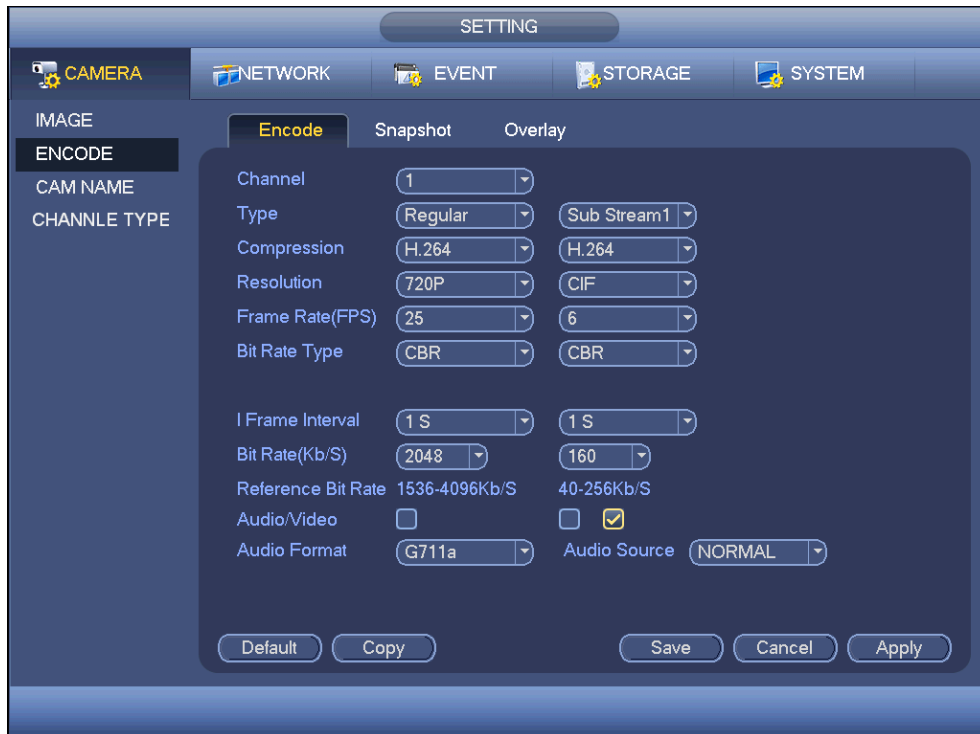 SETTING
CAMERA NETWORK EVENT STORAGE SYSTEM
IMAGE
ENCODE
CAM NAME
CHANNLE TYPE
Encode Snapshot Overlay
Channel 1
Type Regular Sub Stream1
Compression H.264 H.264
Resolution 720P CIF
Frame Rate(FPS) 25 6
Bit Rate Type CBR CBR
I Frame Interval 1 S 1 S
Bit Rate(Kb/S) 2048 160
Reference Bit Rate 1536-4096Kb/S 40-256Kb/S
Audio/Video
Audio Format G711a Audio Source NORMAL
Default Copy Save Cancel Apply